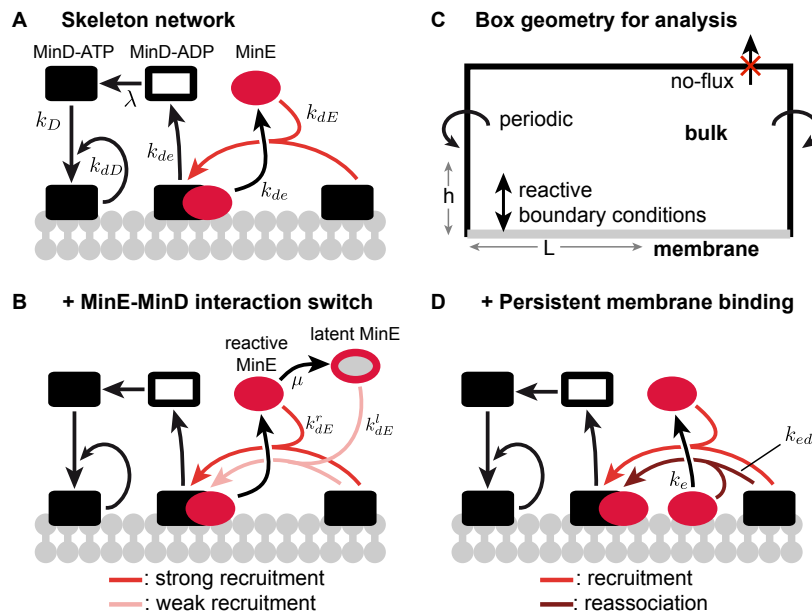 A Skeleton network
MinD-ATP MinD-ADP MinE
λ
k_D
k_dD
k_de
k_de
k_dE
C Box geometry for analysis
no-flux
periodic
bulk
h
reactive
boundary conditions
L
membrane
B + MinE-MinD interaction switch
reactive
MinE
latent MinE
μ
k^r_dE
k^l_dE
: strong recruitment
: weak recruitment
D + Persistent membrane binding
k_ed
k_e
: recruitment
: reassociation